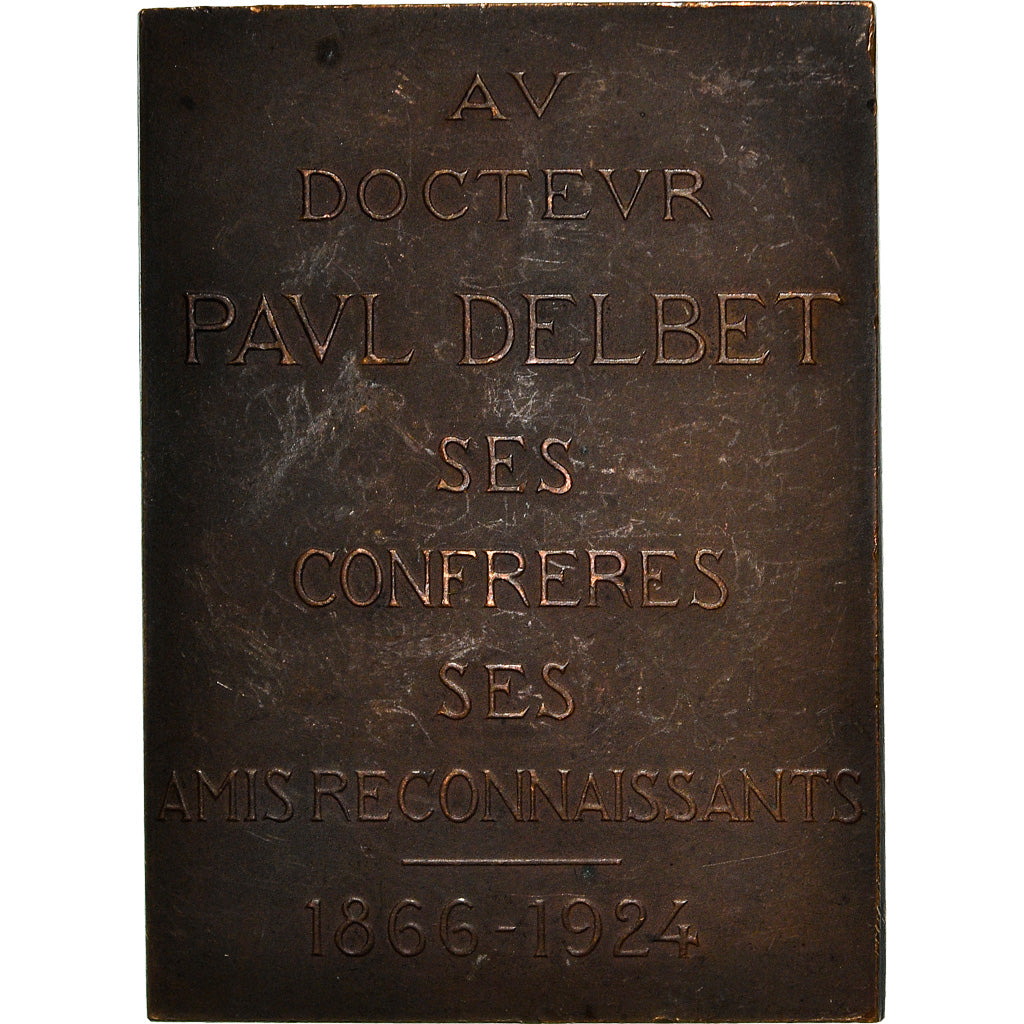 AV
DOCTEVR
PAVL DELBET
SES
CONFRERES
SES
AMIS RECONNAISSANTS
1866-1924